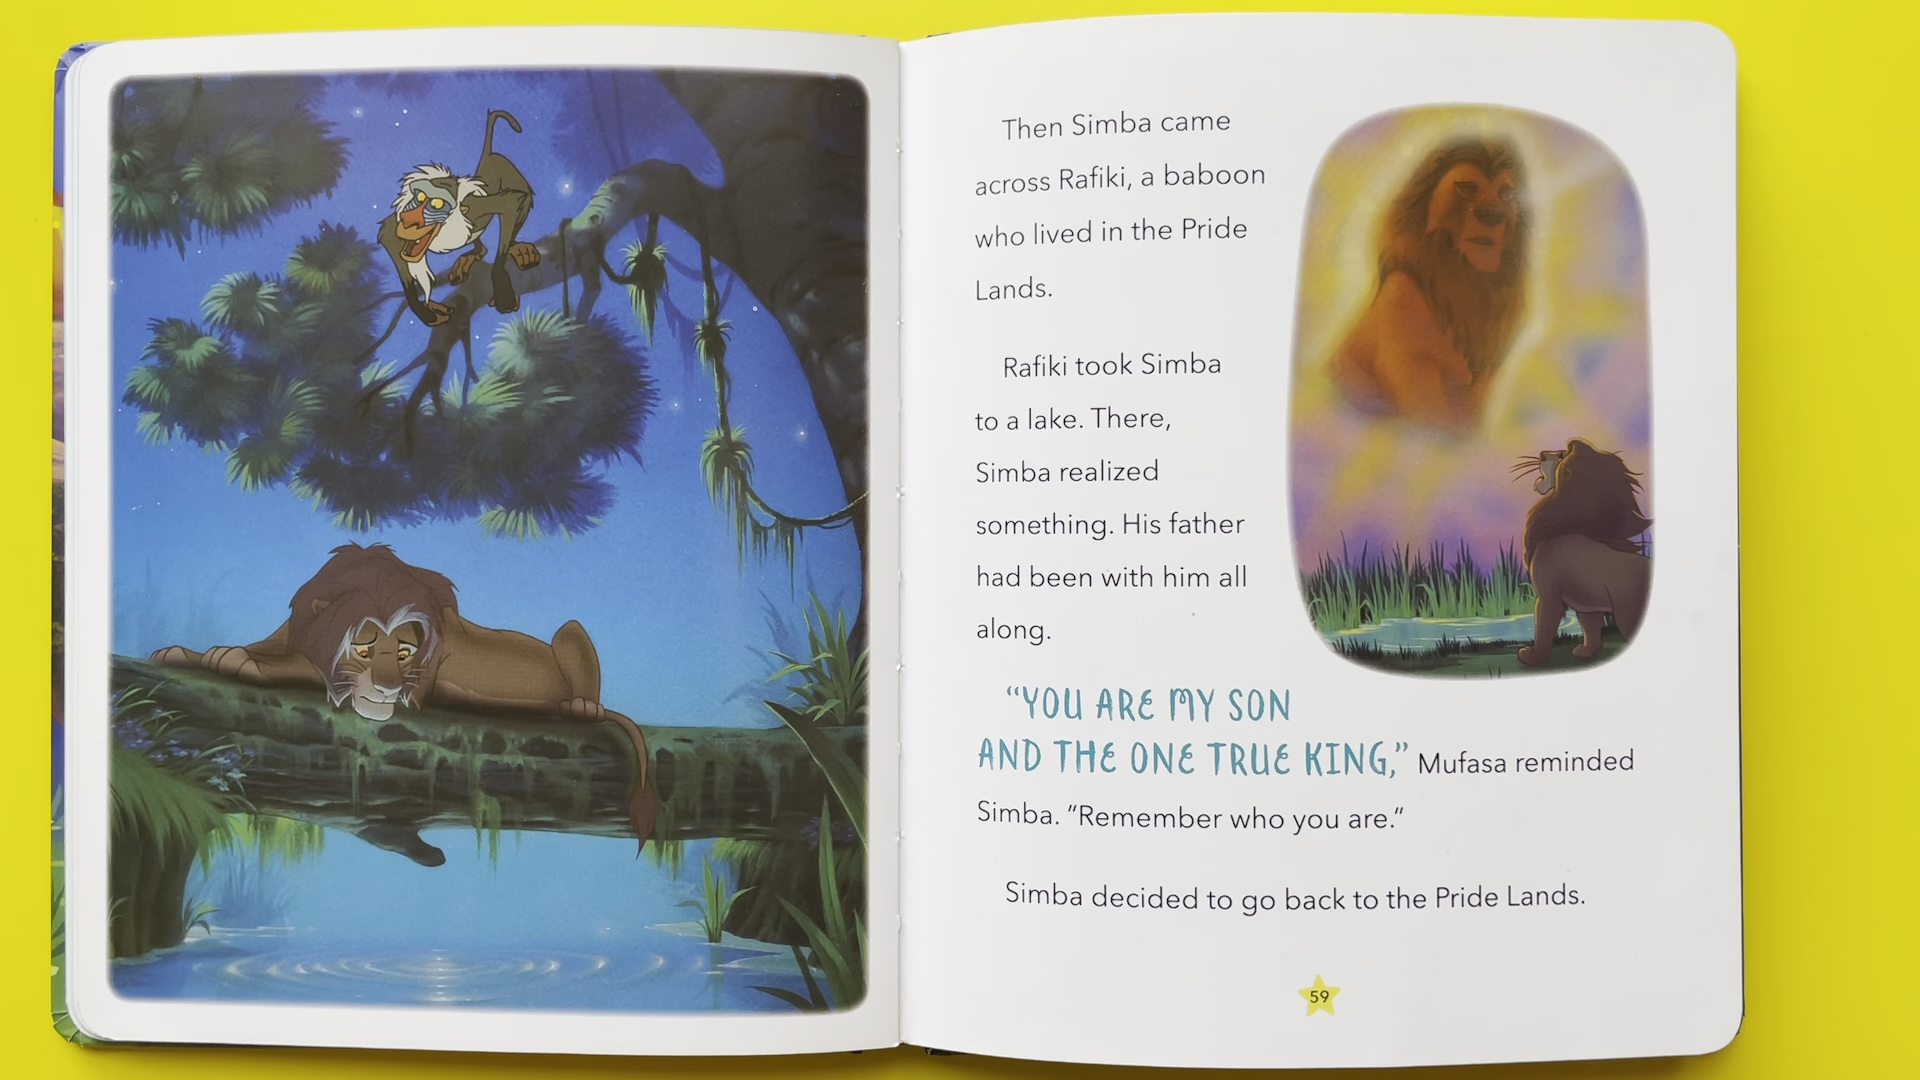 Then Simba came
across Rafiki, a baboon
who lived in the Pride
Lands.
Rafiki took Simba
to a lake. There,
Simba realized
something. His father
had been with him all
along.
“YOU ARE MY SON
AND THE ONE TRUE KING,” Mufasa reminded
Simba. “Remember who you are.”
Simba decided to go back to the Pride Lands.
59